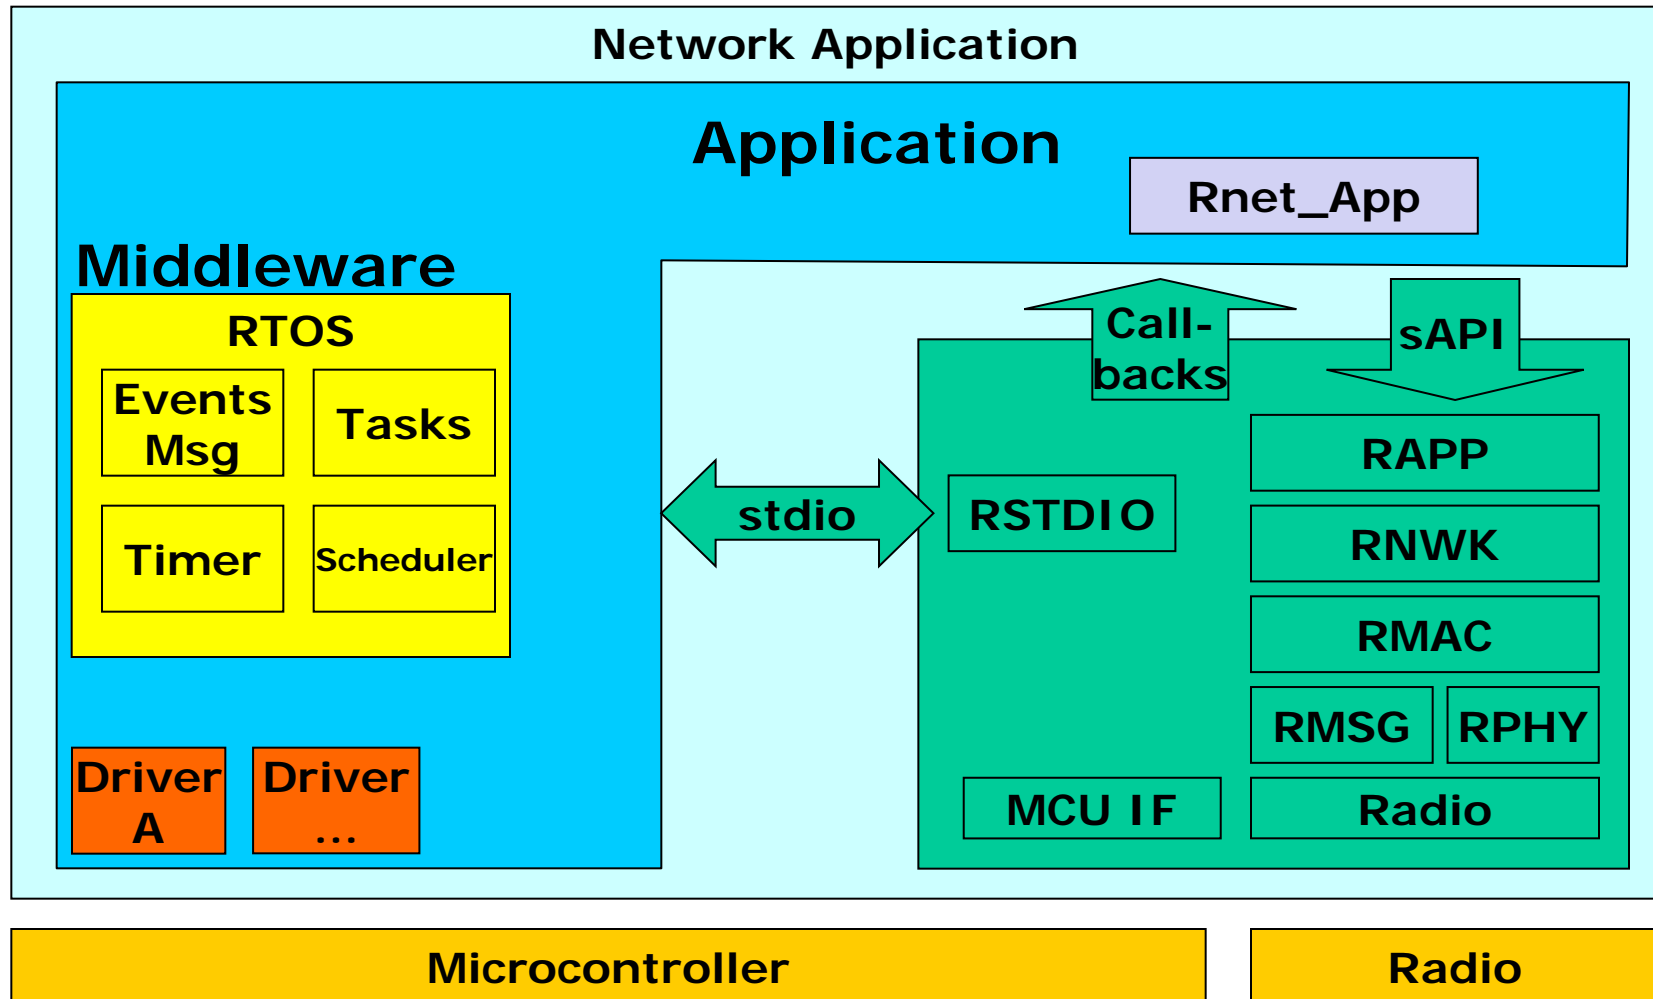 Network Application
Application
Rnet_App
Middleware
RTOS
Events
Msg
Tasks
Timer
Scheduler
Driver
A
Driver
...
stdio
Call-
backs
sAPI
RSTDIO
RAPP
RNWK
RMAC
RMSG
RPHY
MCU IF
Radio
Microcontroller
Radio